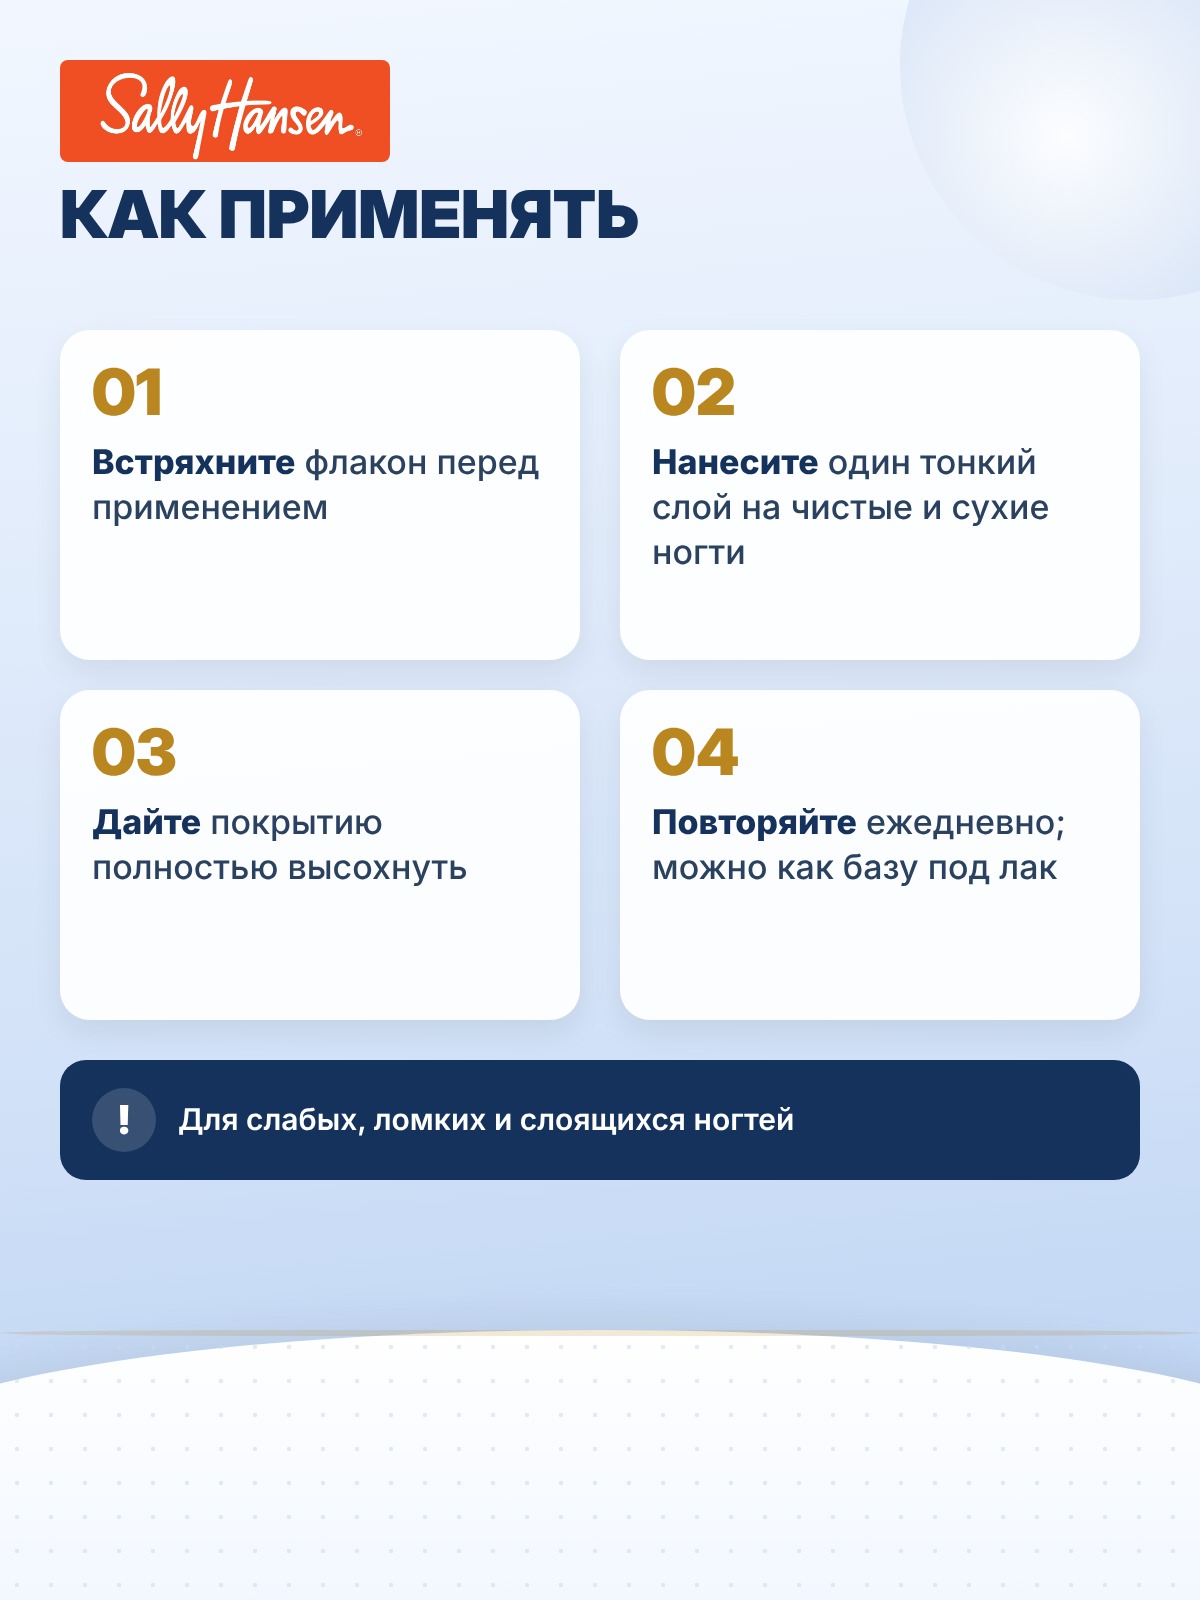 Sally Hansen®
КАК ПРИМЕНЯТЬ
01
Встряхните флакон перед
применением
02
Нанесите один тонкий
слой на чистые и сухие
ногти
03
Дайте покрытию
полностью высохнуть
04
Повторяйте ежедневно;
можно как базу под лак
!
Для слабых, ломких и слоящихся ногтей